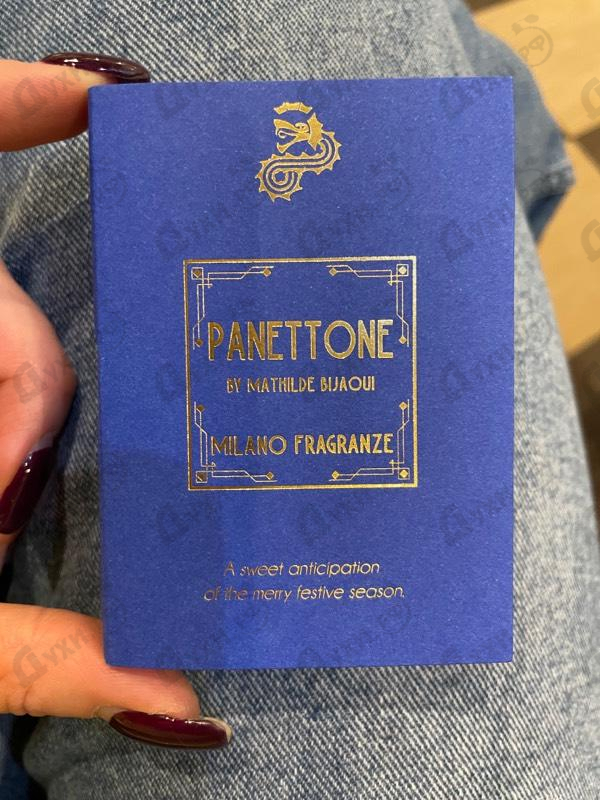 PANETTONE
BY MATHILDE BIJAOUI
MILANO FRAGRANZE
A sweet anticipation
of the merry festive season.